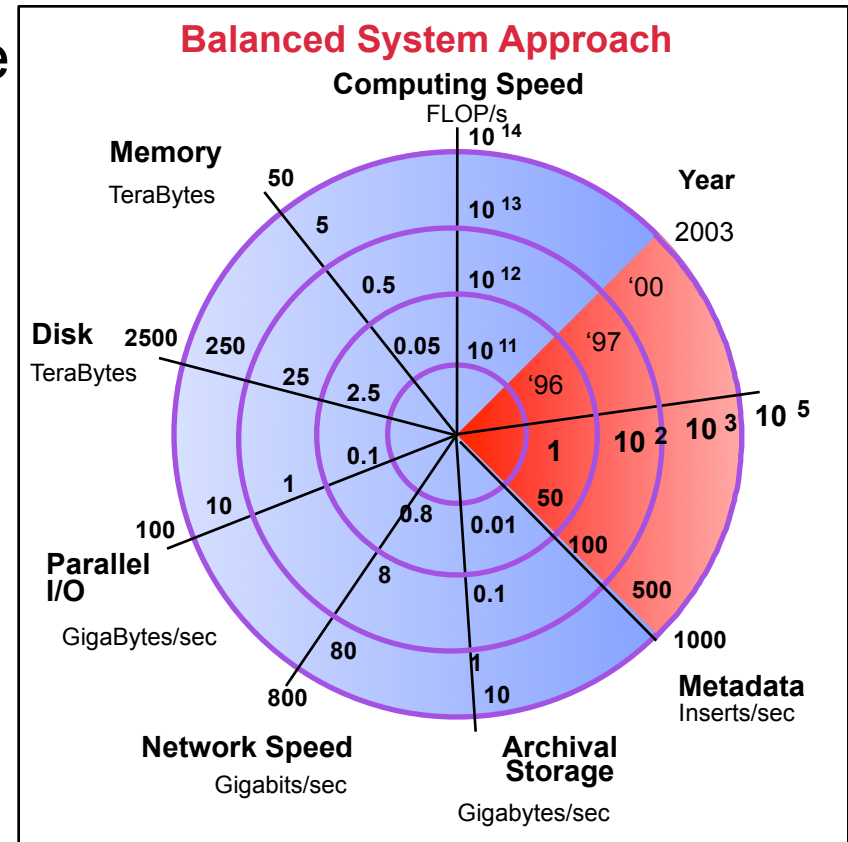 e
Balanced System Approach
Computing Speed
FLOP/s
10 14
10 13
10 12
10 11
Memory
TeraBytes
50
5
0.5
0.05
Year
2003
‘00
‘97
‘96
Disk
TeraBytes
2500
250
25
2.5
1
10 2
10 3
10 5
Parallel
I/O
GigaBytes/sec
100
10
1
0.1
50
100
500
1000
Metadata
Inserts/sec
0.8
8
80
800
Network Speed
Gigabits/sec
0.01
0.1
1
10
Archival
Storage
Gigabytes/sec